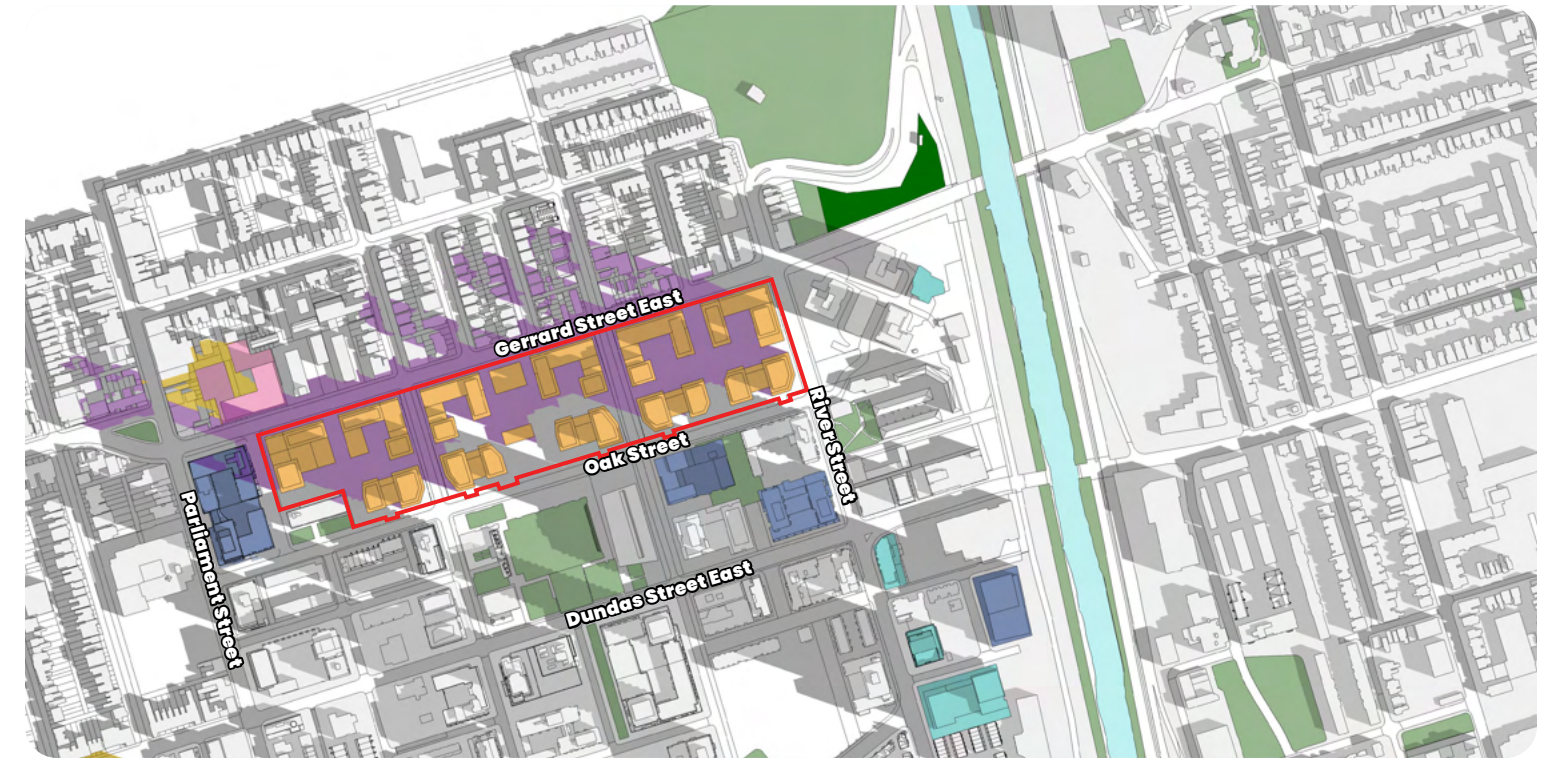 Gerrard Street East
River Street
Oak Street
Parliament Street
Dundas Street East